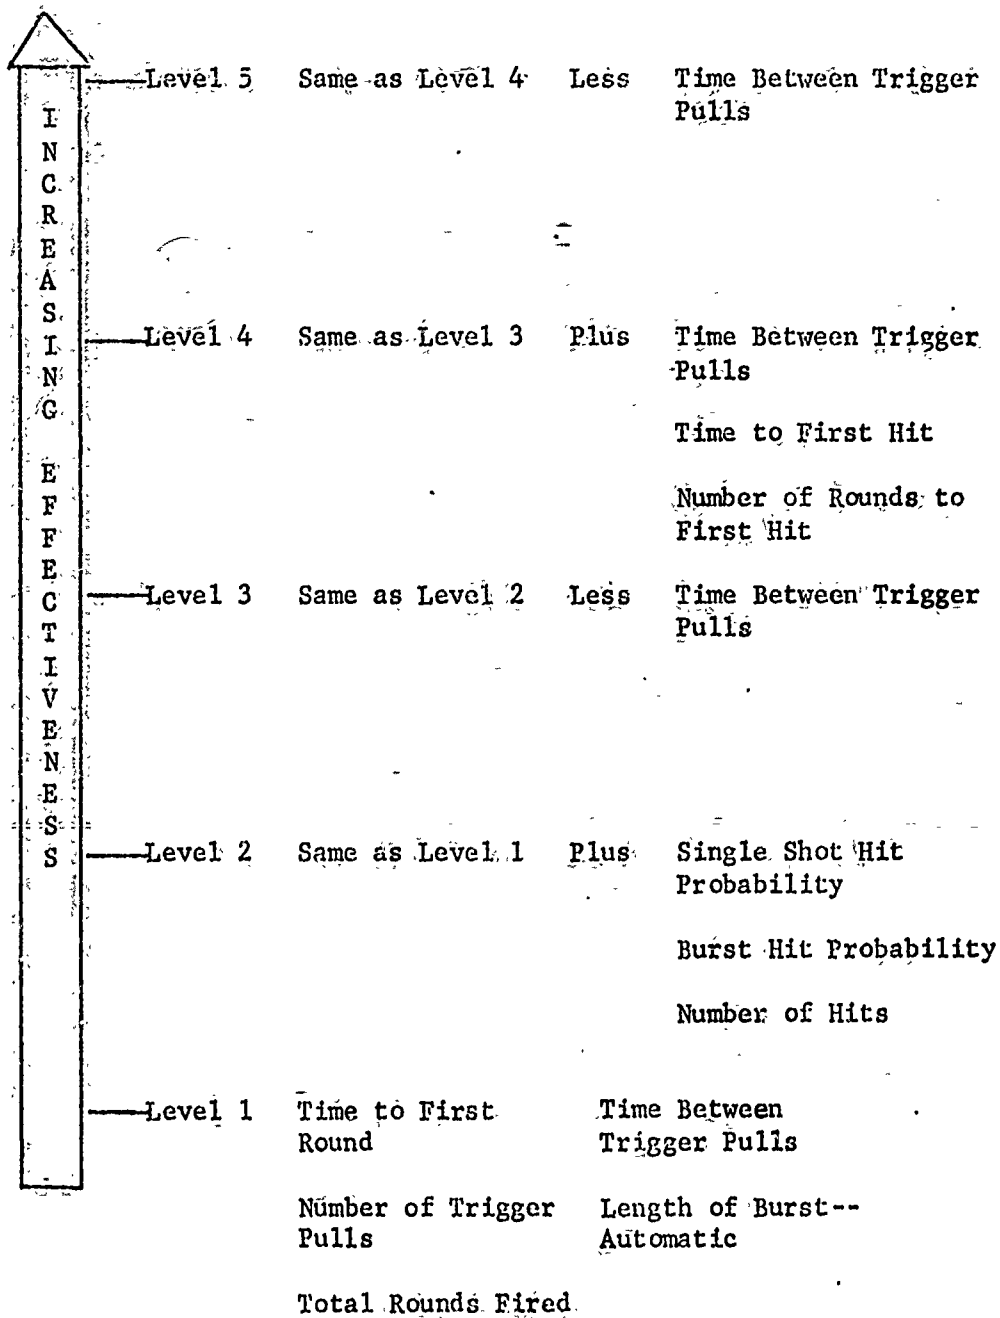 INCREASING EFFECTIVENESS
Level 5 Same as Level 4 Less Time Between Trigger
Pulls
Level 4 Same as Level 3 Plus Time Between Trigger
Pulls
Time to First Hit
Number of Rounds to
First Hit
Level 3 Same as Level 2 Less Time Between Trigger
Pulls
Level 2 Same as Level 1 Plus Single Shot Hit
Probability
Burst Hit Probability
Number of Hits
Level 1 Time to First Time Between
Round Trigger Pulls
Number of Trigger Length of Burst--
Pulls Automatic
Total Rounds Fired